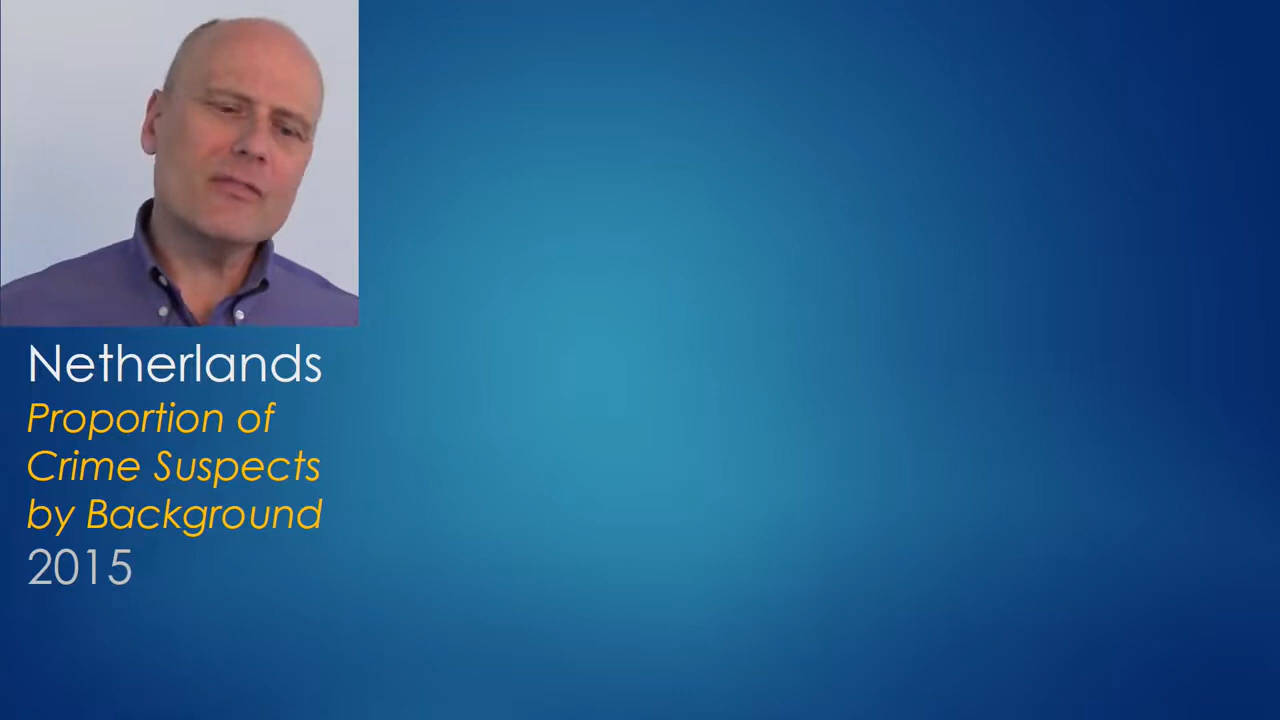 Netherlands
Proportion of
Crime Suspects
by Background
2015